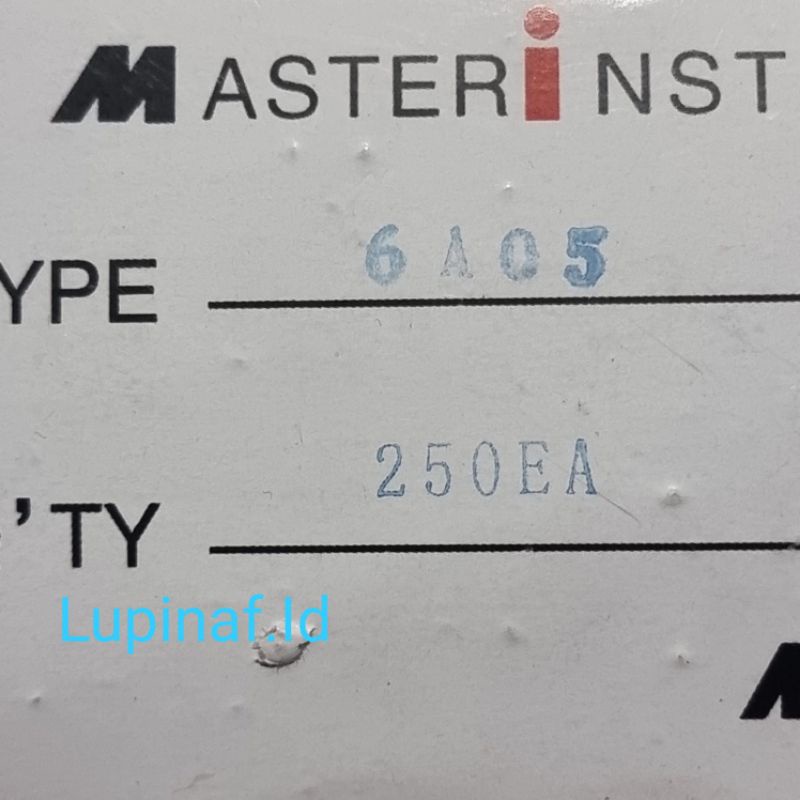 MASTERiNST
YPE 6A05
'TY 250EA
Lupinaf.Id